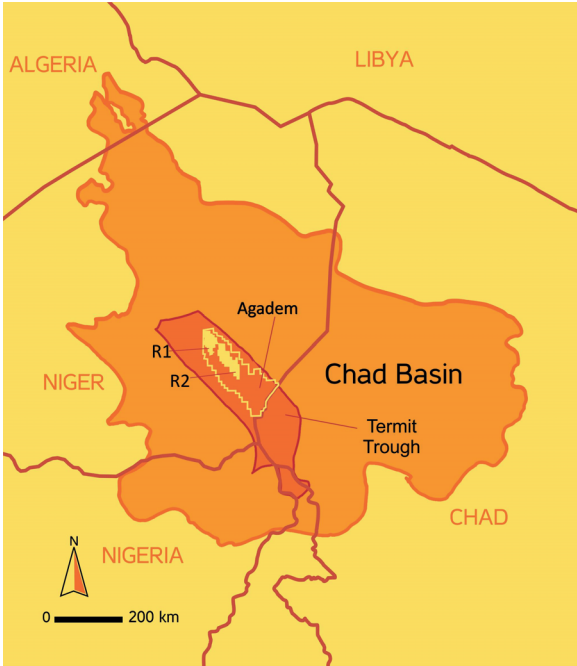 LIBYA
ALGERIA
Agadem
R1
R2
NIGER
Chad Basin
Termit
Trough
CHAD
N
NIGERIA
0 200 km